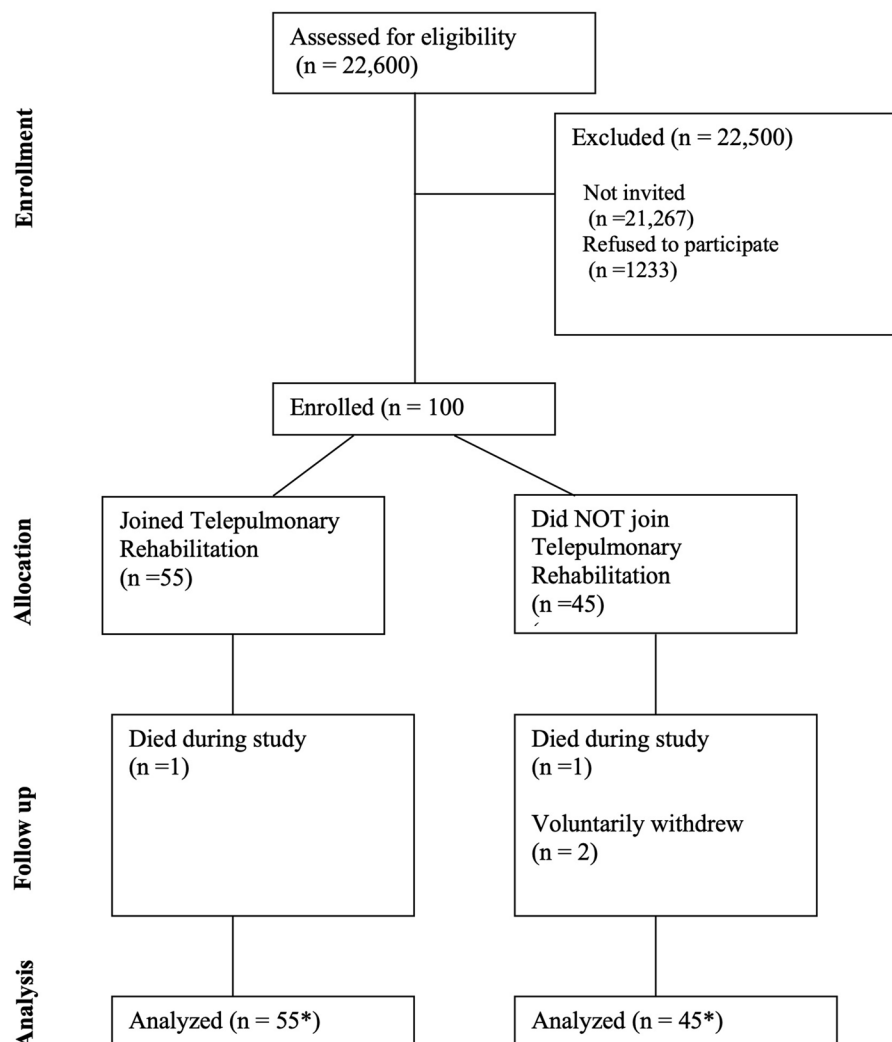 Assessed for eligibility
(n = 22,600)
Enrollment
Excluded (n = 22,500)
Not invited
(n =21,267)
Refused to participate
(n =1233)
Enrolled (n = 100
Allocation
Joined Telepulmonary
Rehabilitation
(n =55)
Did NOT join
Telepulmonary
Rehabilitation
(n =45)
Follow up
Died during study
(n =1)
Died during study
(n =1)
Voluntarily withdrew
(n = 2)
Analysis
Analyzed (n = 55*)
Analyzed (n = 45*)